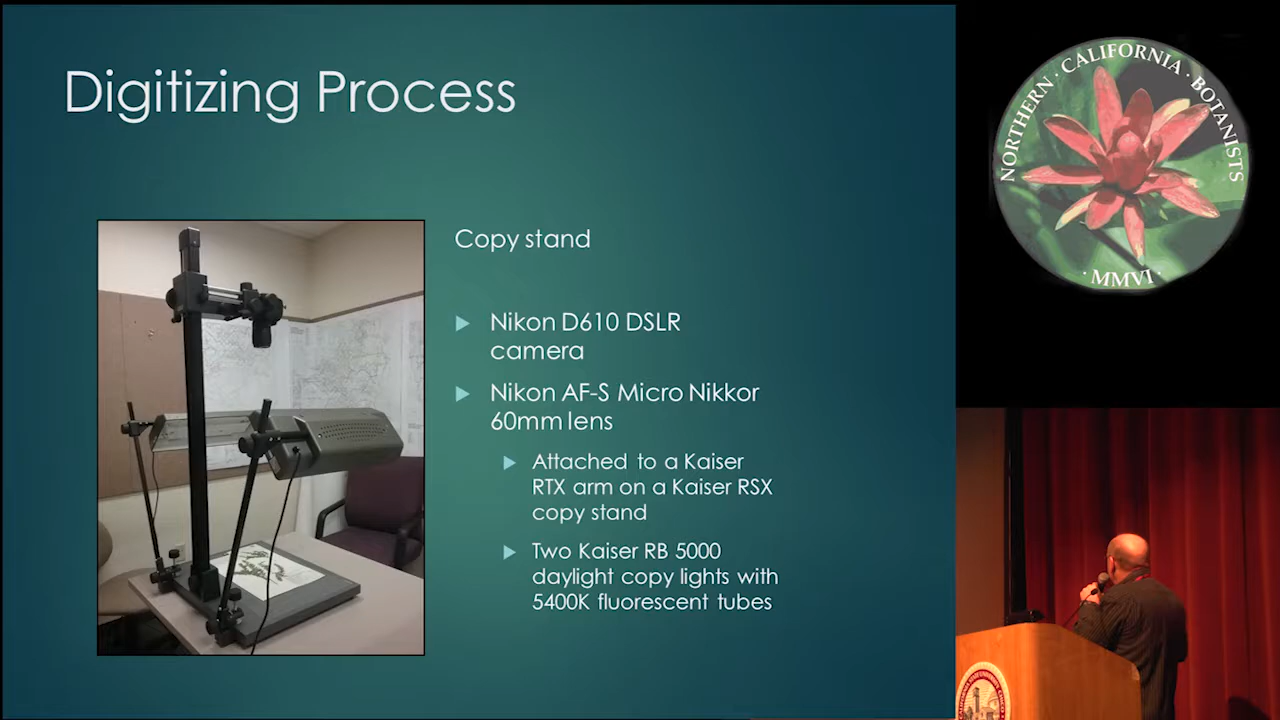 Digitizing Process
Copy stand
Nikon D610 DSLR
camera
Nikon AF-S Micro Nikkor
60mm lens
Attached to a Kaiser
RTX arm on a Kaiser RSX
copy stand
Two Kaiser RB 5000
daylight copy lights with
5400K fluorescent tubes
NORTHERN · CALIFORNIA · BOTANISTS
· MMVI ·